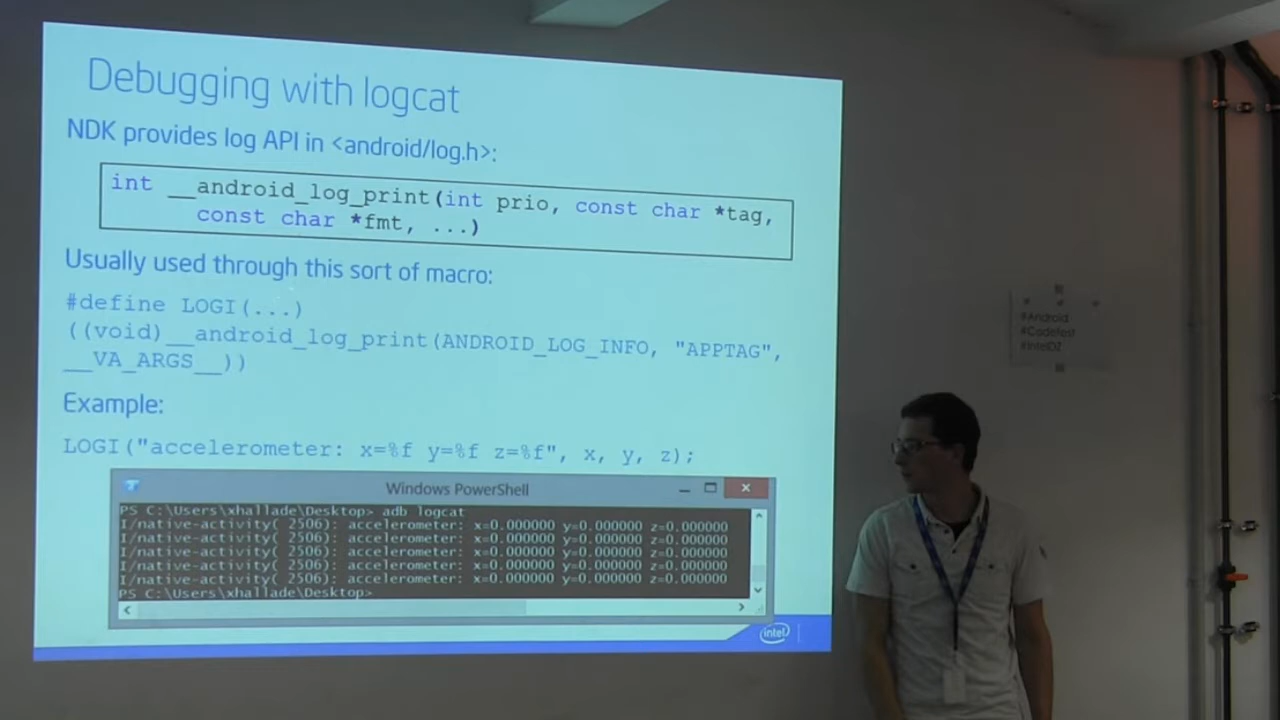 Debugging with logcat
NDK provides log API in <android/log.h>:
int __android_log_print(int prio, const char *tag,
const char *fmt, ...)
Usually used through this sort of macro:
#define LOGI(...)
((void)__android_log_print(ANDROID_LOG_INFO, "APPTAG",
__VA_ARGS__))
Example:
LOGI("accelerometer: x=%f y=%f z=%f", x, y, z);
Windows PowerShell
PS C:\Users\xhallade\Desktop> adb logcat
I/native-activity( 2506): accelerometer: x=0.000000 y=0.000000 z=0.000000
I/native-activity( 2506): accelerometer: x=0.000000 y=0.000000 z=0.000000
I/native-activity( 2506): accelerometer: x=0.000000 y=0.000000 z=0.000000
I/native-activity( 2506): accelerometer: x=0.000000 y=0.000000 z=0.000000
I/native-activity( 2506): accelerometer: x=0.000000 y=0.000000 z=0.000000
PS C:\Users\xhallade\Desktop>
intel
#Android
#Codefest
#IntelDZ